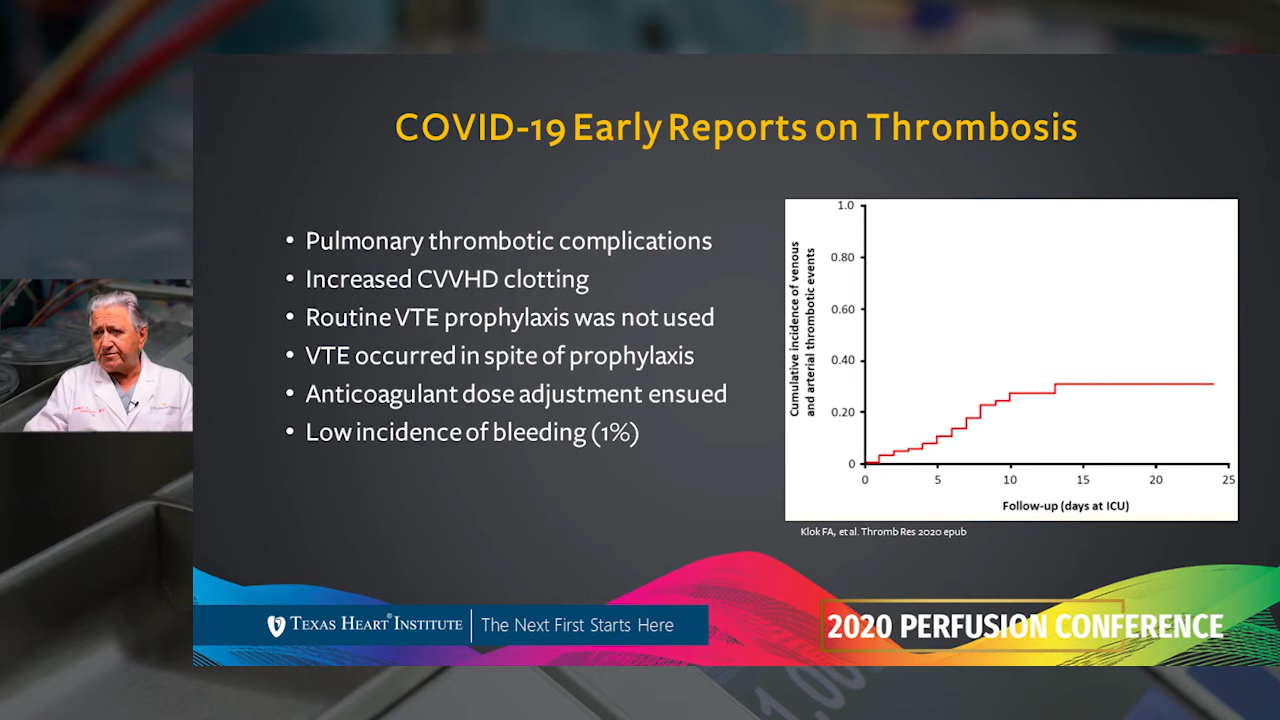 COVID-19 Early Reports on Thrombosis
• Pulmonary thrombotic complications
• Increased CVVHD clotting
• Routine VTE prophylaxis was not used
• VTE occurred in spite of prophylaxis
• Anticoagulant dose adjustment ensued
• Low incidence of bleeding (1%)
Cumulative incidence of venous
and arterial thrombotic events
1.0
0.80
0.60
0.40
0.20
0
0 5 10 15 20 25
Follow-up (days at ICU)
Klok FA, et al. Thromb Res 2020 epub
TEXAS HEART® INSTITUTE
The Next First Starts Here
2020 PERFUSION CONFERENCE